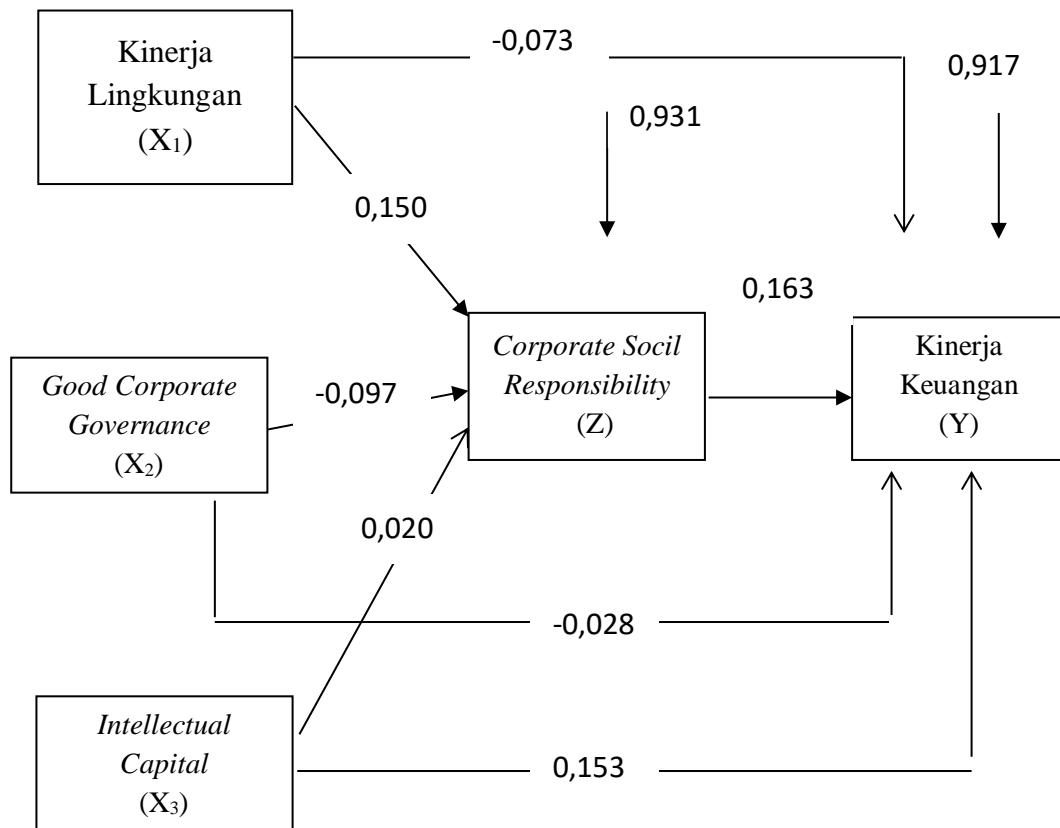 -0,073
Kinerja
Lingkungan
(X₁)
0,917
0,931
0,150
0,163
Corporate Socil
Responsibility
(Z)
Kinerja
Keuangan
(Y)
Good Corporate
Governance
(X₂)
-0,097
0,020
-0,028
Intellectual
Capital
(X₃)
0,153